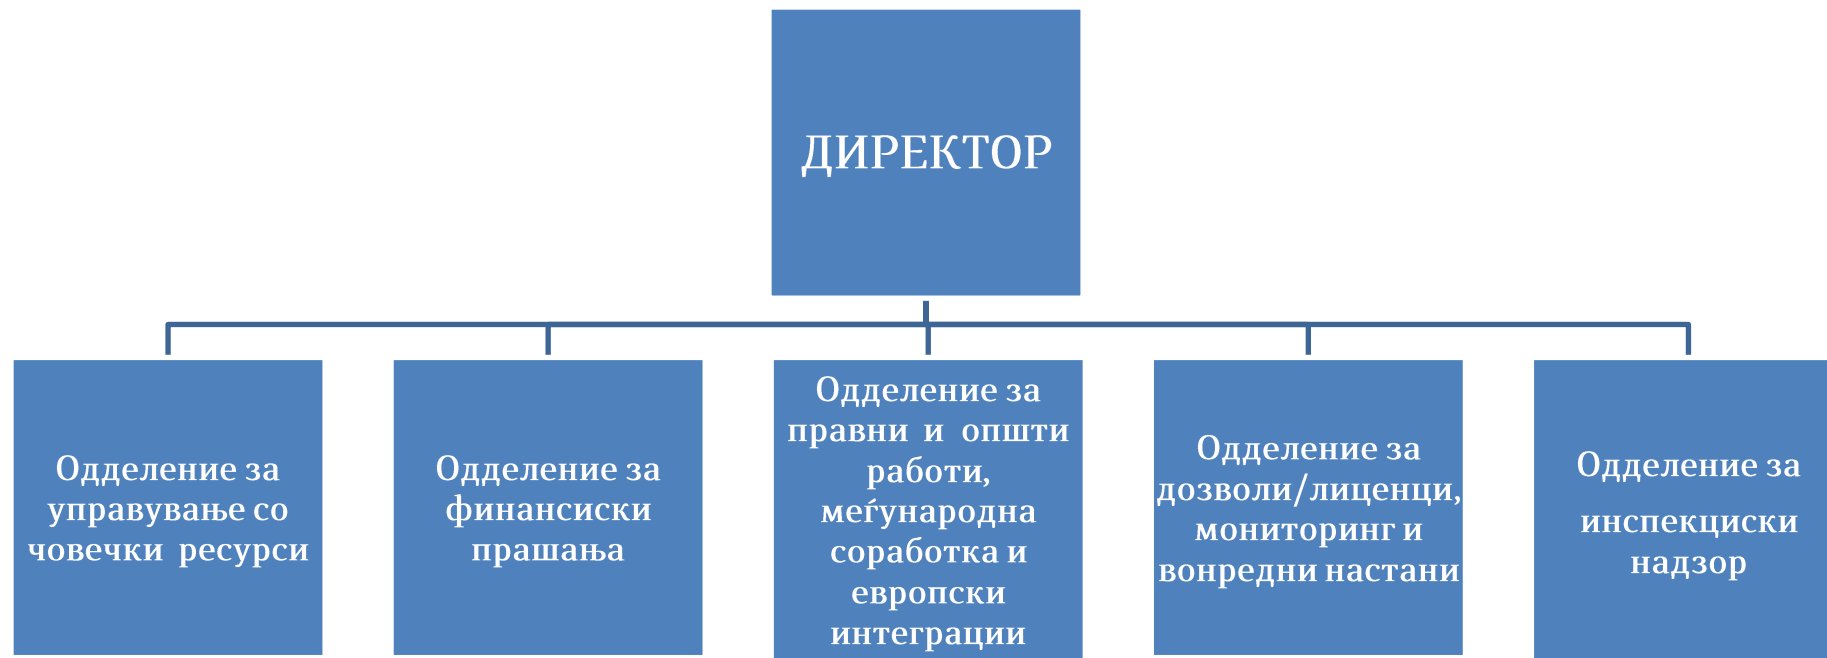 ДИРЕКТОР
Одделение за
управување со
човечки ресурси
Одделение за
финансиски
прашања
Одделение за
правни и општи
работи,
меѓународна
соработка и
европски
интеграции
Одделение за
дозволи/лиценци,
мониторинг и
вонредни настани
Одделение за
инспекциски
надзор